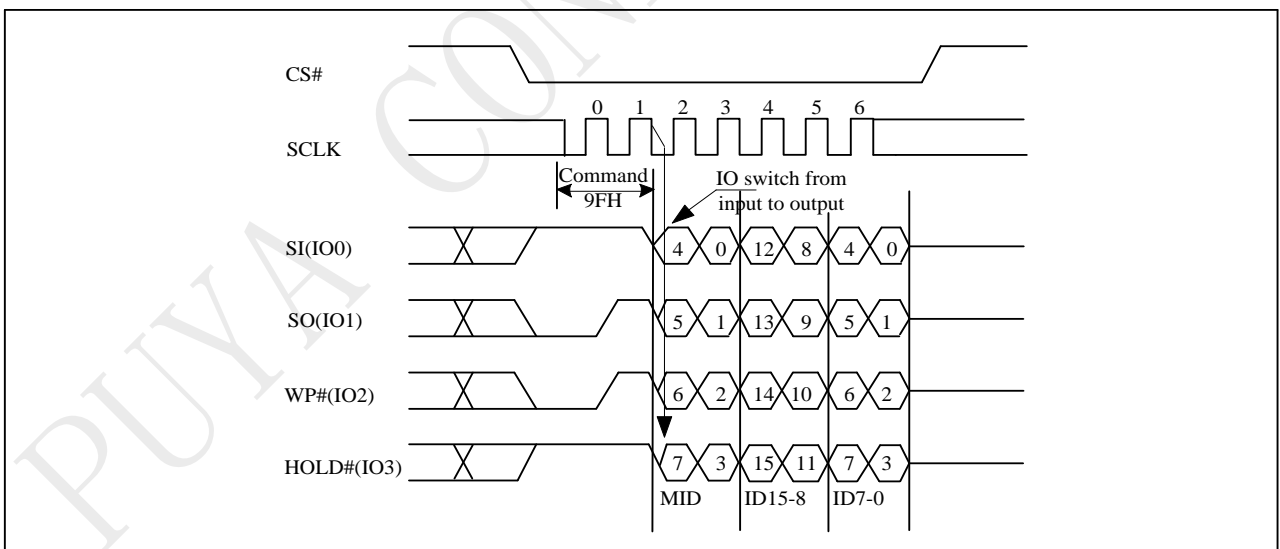 PUYA CON
CS#
0 1 2 3 4 5 6
SCLK
Command
9FH
IO switch from
input to output
SI(IO0)
4 0 12 8 4 0
SO(IO1)
5 1 13 9 5 1
WP#(IO2)
6 2 14 10 6 2
HOLD#(IO3)
7 3 15 11 7 3
MID ID15-8 ID7-0